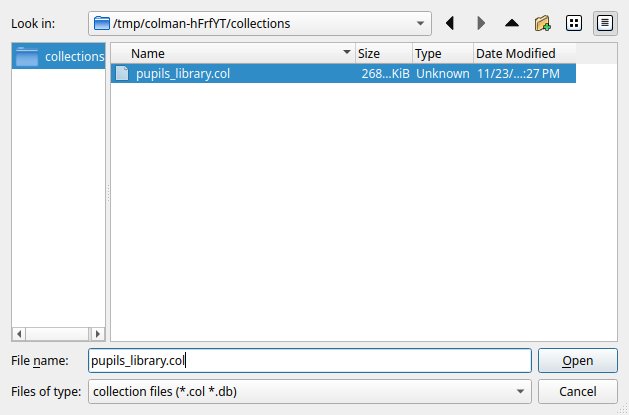 Look in: /tmp/colman-hFrfYT/collections
collections
Name Size Type Date Modified
pupils_library.col 268...KiB Unknown 11/23/...:27 PM
File name: pupils_library.col Open
Files of type: collection files (*.col *.db) Cancel